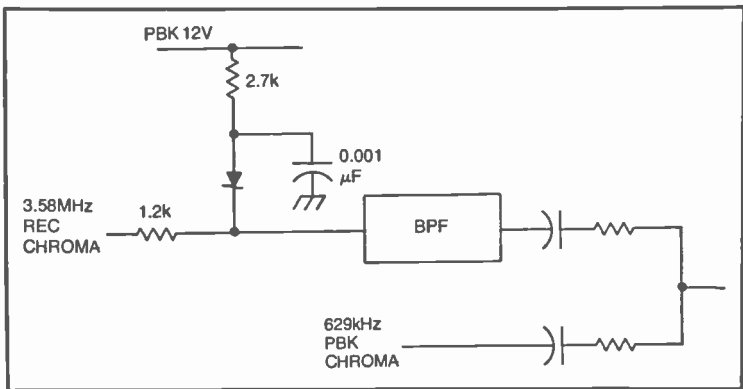 PBK 12V
2.7k
0.001
μF
3.58MHz
REC
CHROMA
1.2k
BPF
629kHz
PBK
CHROMA